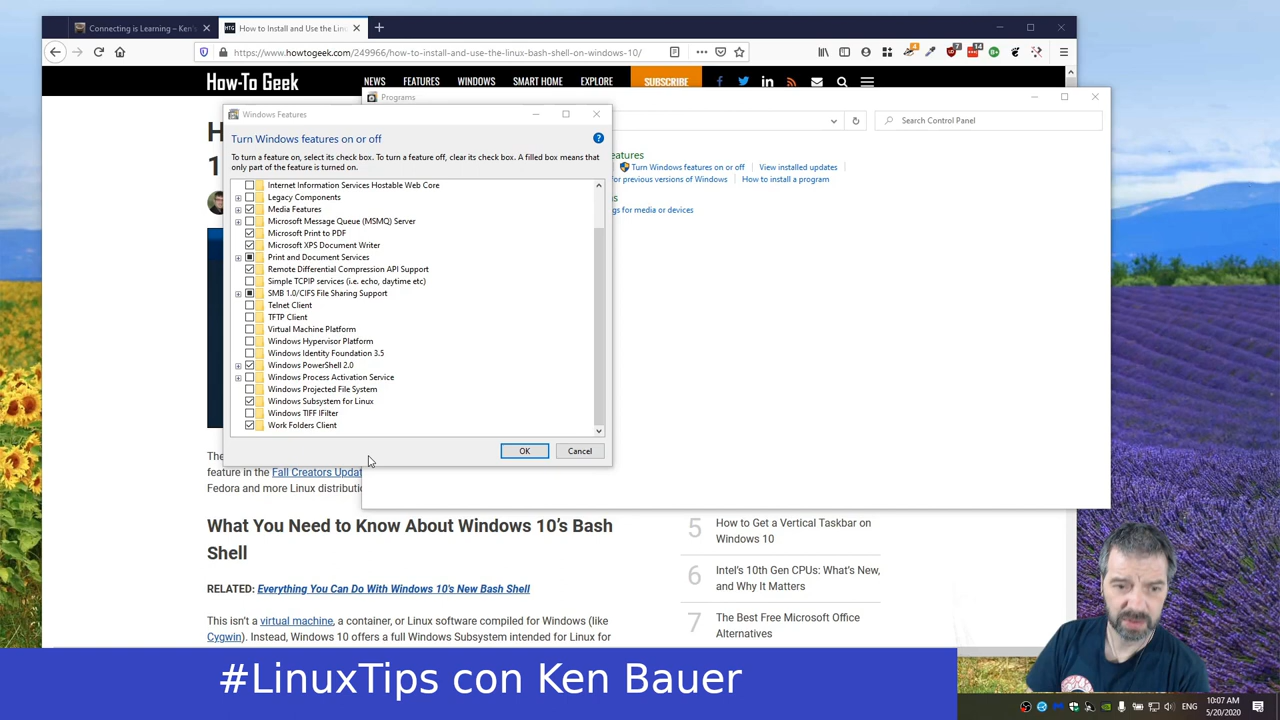 Connecting is Learning – Ken's
How to Install and Use the Linu
https://www.howtogeek.com/249966/how-to-install-and-use-the-linux-bash-shell-on-windows-10/
How-To Geek
NEWS FEATURES WINDOWS SMART HOME EXPLORE SUBSCRIBE
Programs
Search Control Panel
Windows Features
Turn Windows features on or off
To turn a feature on, select its check box. To turn a feature off, clear its check box. A filled box means that
only part of the feature is turned on.
Internet Information Services Hostable Web Core
Legacy Components
Media Features
Microsoft Message Queue (MSMQ) Server
Microsoft Print to PDF
Microsoft XPS Document Writer
Print and Document Services
Remote Differential Compression API Support
Simple TCPIP services (i.e. echo, daytime etc)
SMB 1.0/CIFS File Sharing Support
Telnet Client
TFTP Client
Virtual Machine Platform
Windows Hypervisor Platform
Windows Identity Foundation 3.5
Windows PowerShell 2.0
Windows Process Activation Service
Windows Projected File System
Windows Subsystem for Linux
Windows TIFF IFilter
Work Folders Client
OK Cancel
eatures
Turn Windows features on or off View installed updates
for previous versions of Windows How to install a program
gs for media or devices
The
feature in the Fall Creators Updat
Fedora and more Linux distributi
What You Need to Know About Windows 10's Bash
Shell
RELATED: Everything You Can Do With Windows 10's New Bash Shell
This isn't a virtual machine, a container, or Linux software compiled for Windows (like
Cygwin). Instead, Windows 10 offers a full Windows Subsystem intended for Linux for
5 How to Get a Vertical Taskbar on
Windows 10
6 Intel's 10th Gen CPUs: What's New,
and Why It Matters
7 The Best Free Microsoft Office
Alternatives
#LinuxTips con Ken Bauer
10:07 AM
5/20/2020